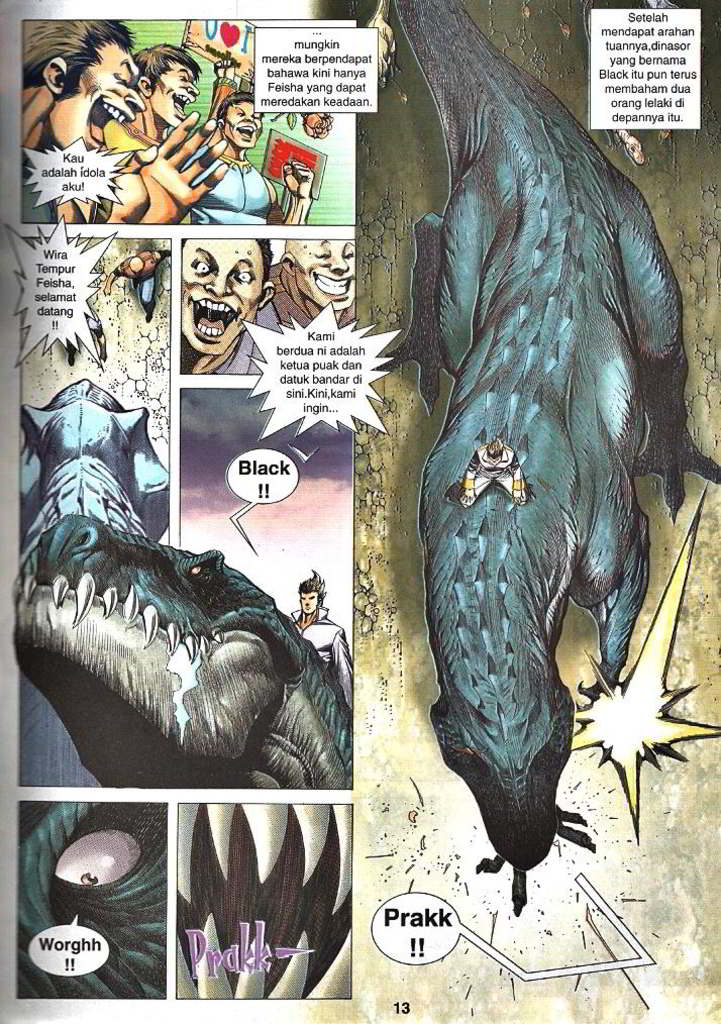 ...
mungkin
mereka berpendapat
bahawa kini hanya
Feisha yang dapat
meredakan keadaan.
Kau
adalah idola
aku!
Wira
Tempur
Feisha,
selamat
datang
!!
Kami
berdua ni adalah
ketua puak dan
datuk bandar di
sini.Kini,kami
ingin...
Black
!!
Worghh
!!
Prakk
Setelah
mendapat arahan
tuannya,dinasor
yang bernama
Black itu pun terus
membaham dua
orang lelaki di
depannya itu.
Prakk
!!
13